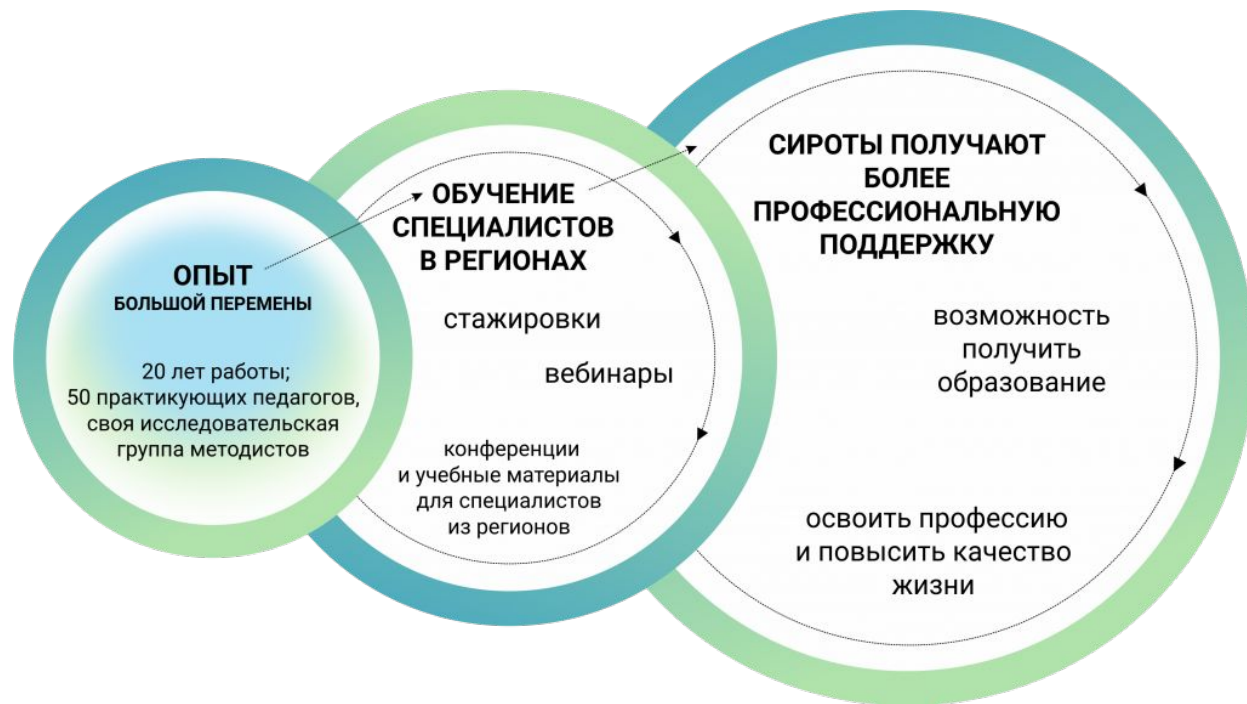 ОПЫТ
БОЛЬШОЙ ПЕРЕМЕНЫ
20 лет работы;
50 практикующих педагогов,
своя исследовательская
группа методистов
ОБУЧЕНИЕ
СПЕЦИАЛИСТОВ
В РЕГИОНАХ
стажировки
вебинары
конференции
и учебные материалы
для специалистов
из регионов
СИРОТЫ ПОЛУЧАЮТ
БОЛЕЕ
ПРОФЕССИОНАЛЬНУЮ
ПОДДЕРЖКУ
возможность
получить
образование
освоить профессию
и повысить качество
жизни